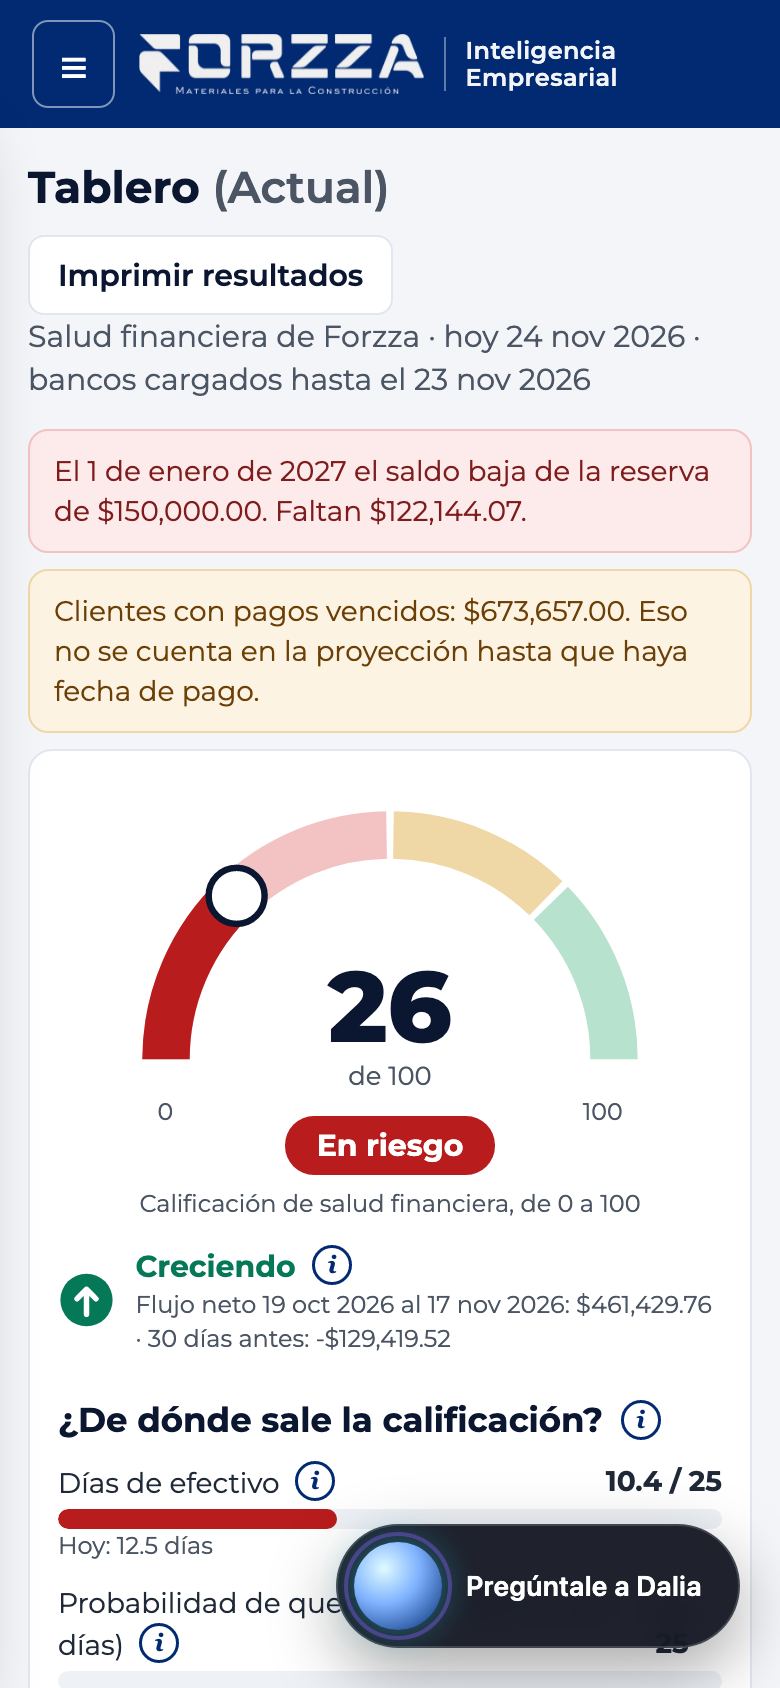 FORZZA
MATERIALES PARA LA CONSTRUCCIÓN
Inteligencia
Empresarial
Tablero (Actual)
Imprimir resultados
Salud financiera de Forzza · hoy 24 nov 2026 ·
bancos cargados hasta el 23 nov 2026
El 1 de enero de 2027 el saldo baja de la reserva
de $150,000.00. Faltan $122,144.07.
Clientes con pagos vencidos: $673,657.00. Eso
no se cuenta en la proyección hasta que haya
fecha de pago.
26
de 100
0
100
En riesgo
Calificación de salud financiera, de 0 a 100
Creciendo i
Flujo neto 19 oct 2026 al 17 nov 2026: $461,429.76
· 30 días antes: -$129,419.52
¿De dónde sale la calificación? i
Días de efectivo i 10.4 / 25
Hoy: 12.5 días
Pregúntale a Dalia
Probabilidad de que
días) i 25